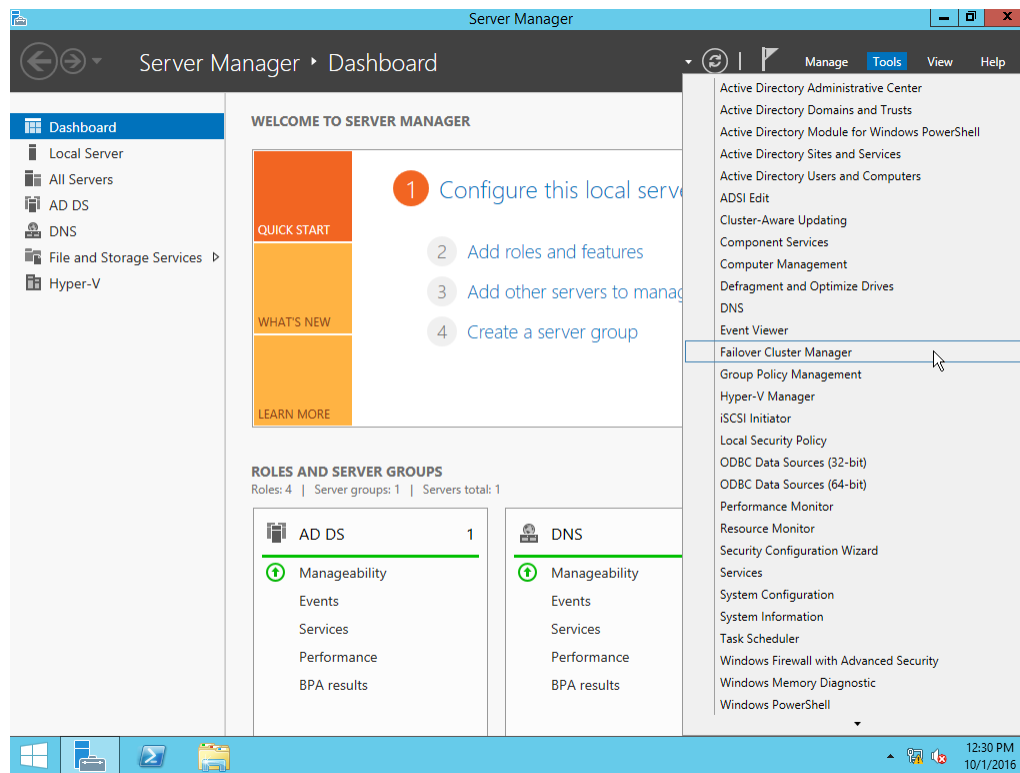 Server Manager
Server Manager • Dashboard
Manage Tools View Help
Dashboard
Local Server
All Servers
AD DS
DNS
File and Storage Services
Hyper-V
WELCOME TO SERVER MANAGER
QUICK START
WHAT'S NEW
LEARN MORE
1 Configure this local serve
2 Add roles and features
3 Add other servers to manag
4 Create a server group
ROLES AND SERVER GROUPS
Roles: 4 | Server groups: 1 | Servers total: 1
AD DS 1
Manageability
Events
Services
Performance
BPA results
DNS
Manageability
Events
Services
Performance
BPA results
Active Directory Administrative Center
Active Directory Domains and Trusts
Active Directory Module for Windows PowerShell
Active Directory Sites and Services
Active Directory Users and Computers
ADSI Edit
Cluster-Aware Updating
Component Services
Computer Management
Defragment and Optimize Drives
DNS
Event Viewer
Failover Cluster Manager
Group Policy Management
Hyper-V Manager
iSCSI Initiator
Local Security Policy
ODBC Data Sources (32-bit)
ODBC Data Sources (64-bit)
Performance Monitor
Resource Monitor
Security Configuration Wizard
Services
System Configuration
System Information
Task Scheduler
Windows Firewall with Advanced Security
Windows Memory Diagnostic
Windows PowerShell
12:30 PM
10/1/2016